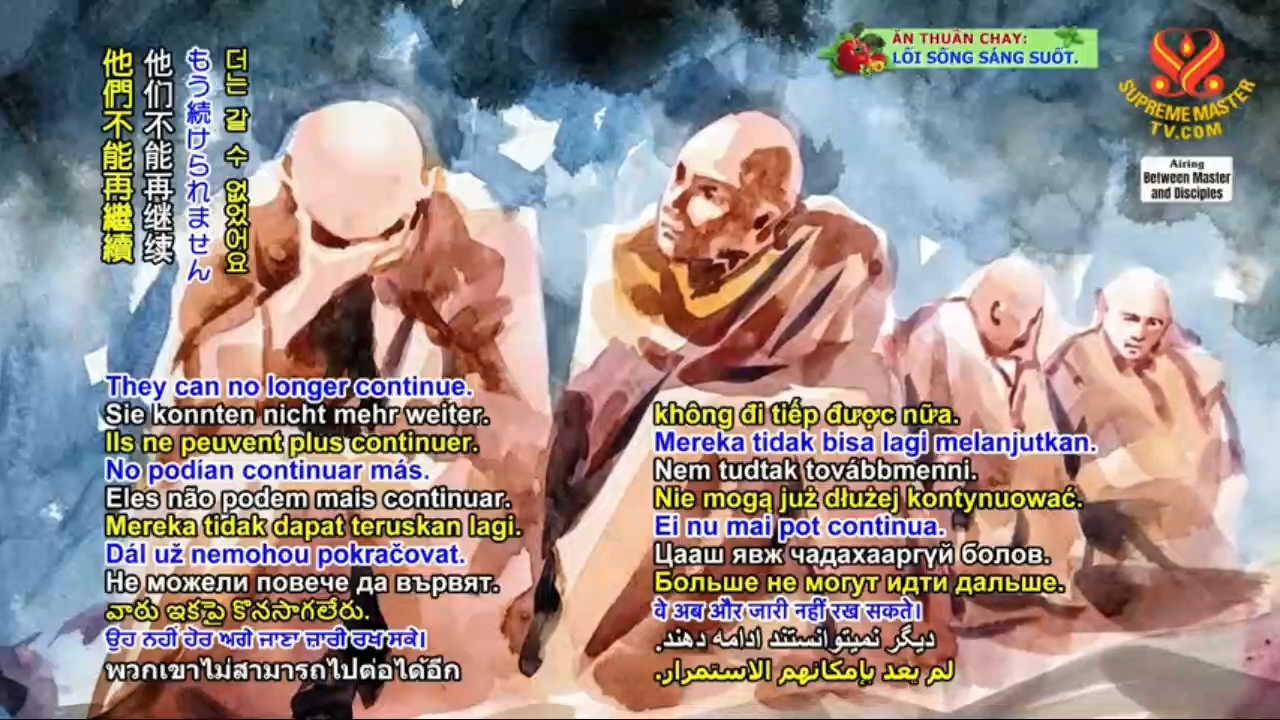 他們不能再繼續
他们不能再继续
もう続けられません
더는 갈 수 없었어요
ĂN THUẦN CHAY:
LỐI SỐNG SÁNG SUỐT.
SUPREME MASTER
TV.COM
Airing
Between Master
and Disciples
They can no longer continue.
Sie konnten nicht mehr weiter.
Ils ne peuvent plus continuer.
No podían continuar más.
Eles não podem mais continuar.
Mereka tidak dapat teruskan lagi.
Dál už nemohou pokračovat.
Не можели повече да вървят.
వారు ఇకపై కొనసాగలేరు.
ਉਹ ਨਹੀਂ ਹੋਰ ਅਗੇ ਜਾਣਾ ਜ਼ਾਰੀ ਰਖ ਸਕੇ।
พวกเขาไม่สามารถไปต่อได้อีก
không đi tiếp được nữa.
Mereka tidak bisa lagi melanjutkan.
Nem tudtak továbbmenni.
Nie mogą już dłużej kontynuować.
Ei nu mai pot continua.
Цааш явж чадахааргүй болов.
Больше не могут идти дальше.
वे अब और जारी नहीं रख सकते।
دیگر نمیتوانستند ادامه دهند.
لم يعد بإمكانهم الاستمرار.